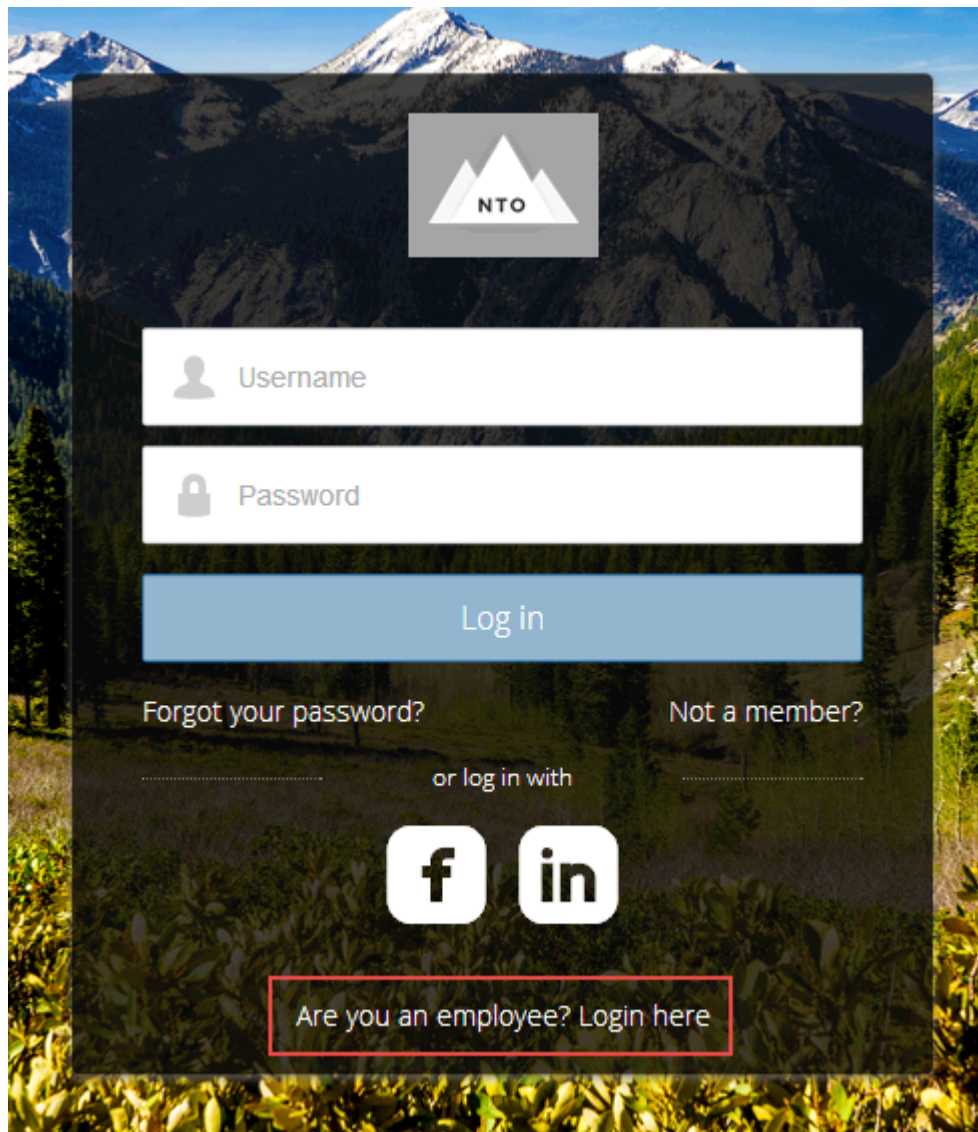 NTO
Username
Password
Log in
Forgot your password? Not a member?
or log in with
f in
Are you an employee? Login here